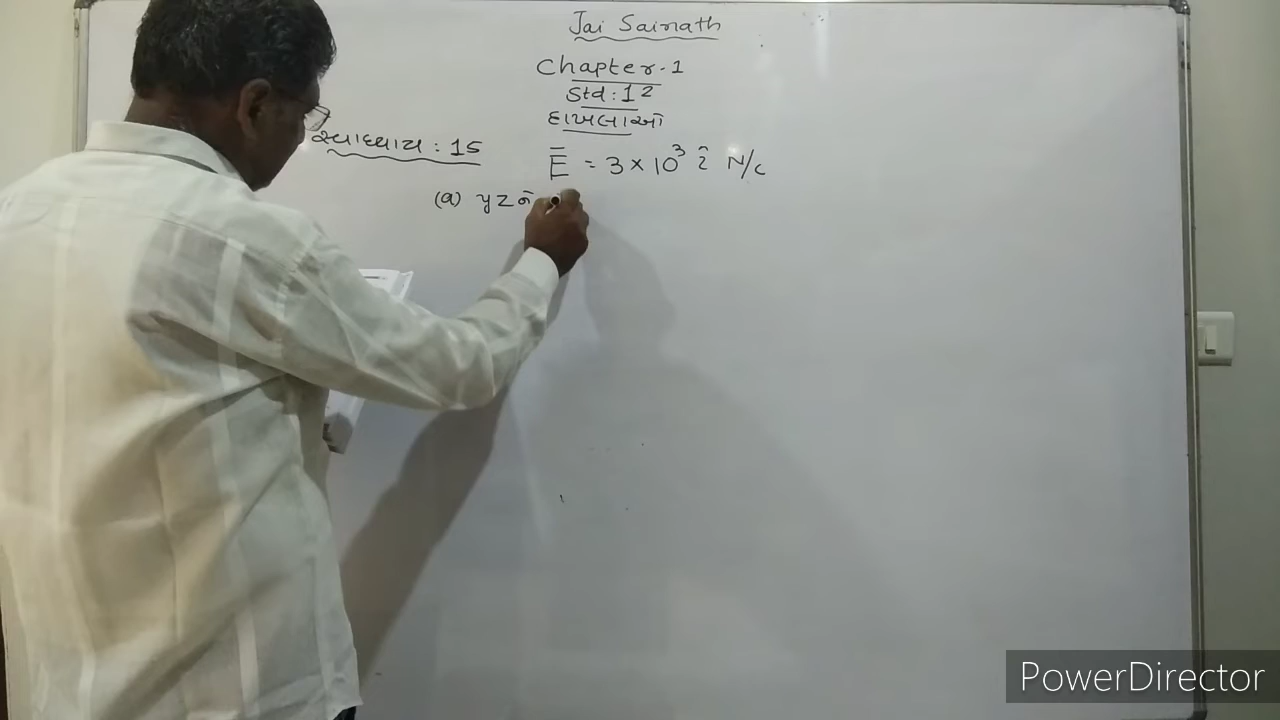 Jai Sainath
Chapter-1
Std:12
દાખલાઓ
સ્વાધ્યાય : 15
E̅ = 3 × 10³ î N/C
(a) yz ને
PowerDirector